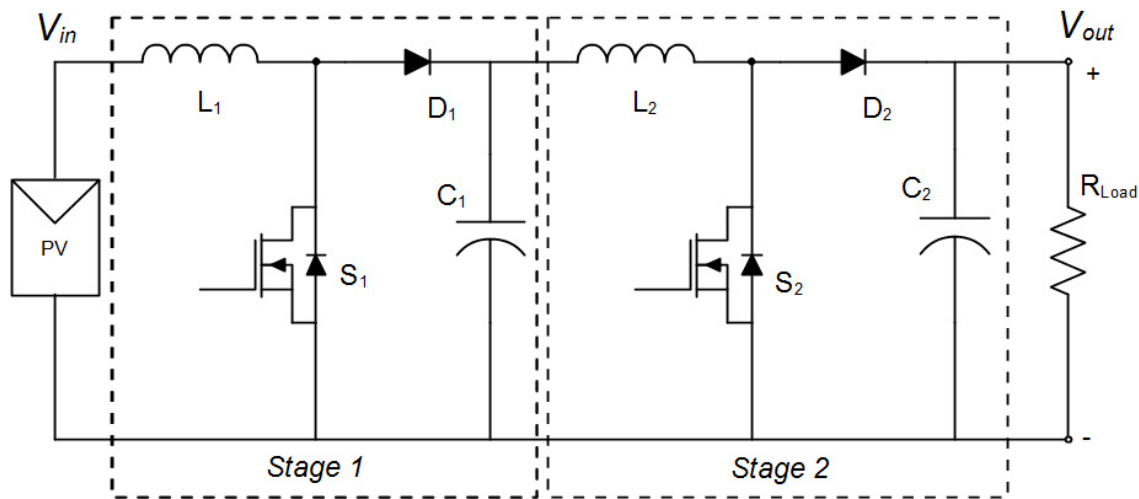 Vin
Vout
L1
D1
L2
D2
+
C1
C2
RLoad
PV
S1
S2
-
Stage 1
Stage 2